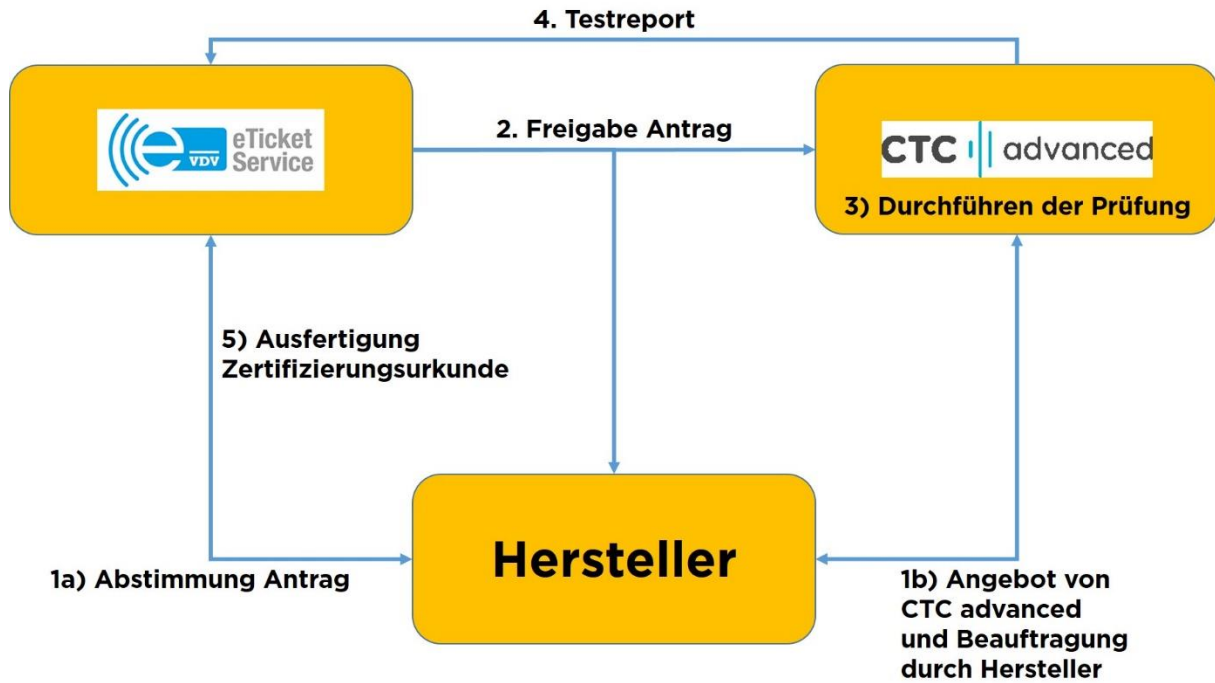 4. Testreport
e
VDV
eTicket
Service
2. Freigabe Antrag
CTC advanced
3) Durchführen der Prüfung
5) Ausfertigung
Zertifizierungsurkunde
Hersteller
1a) Abstimmung Antrag
1b) Angebot von
CTC advanced
und Beauftragung
durch Hersteller